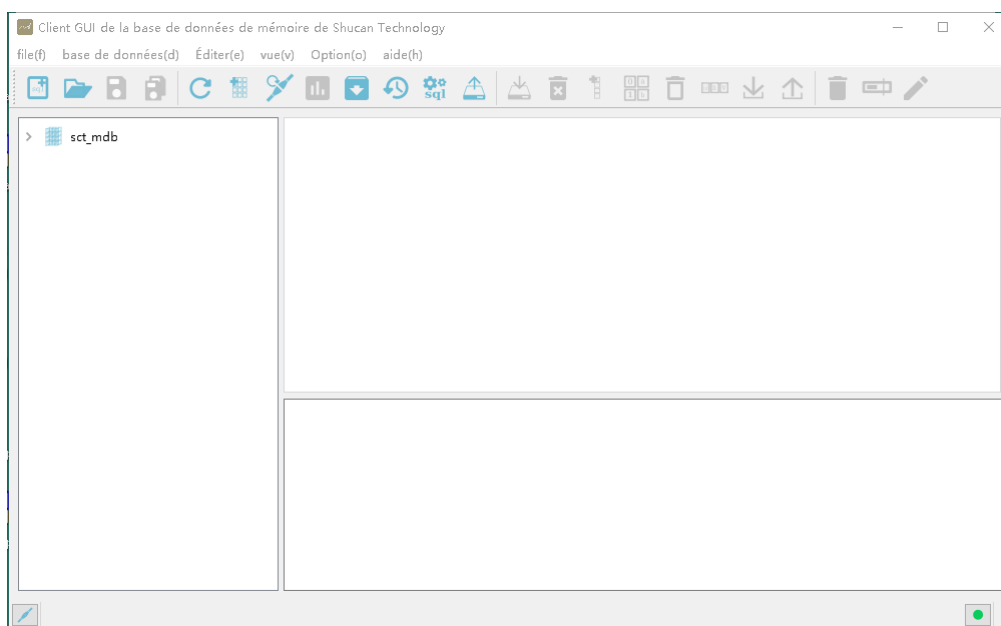 Client GUI de la base de données de mémoire de Shucan Technology
file(f) base de données(d) Éditer(e) vue(v) Option(o) aide(h)
sql
sct_mdb